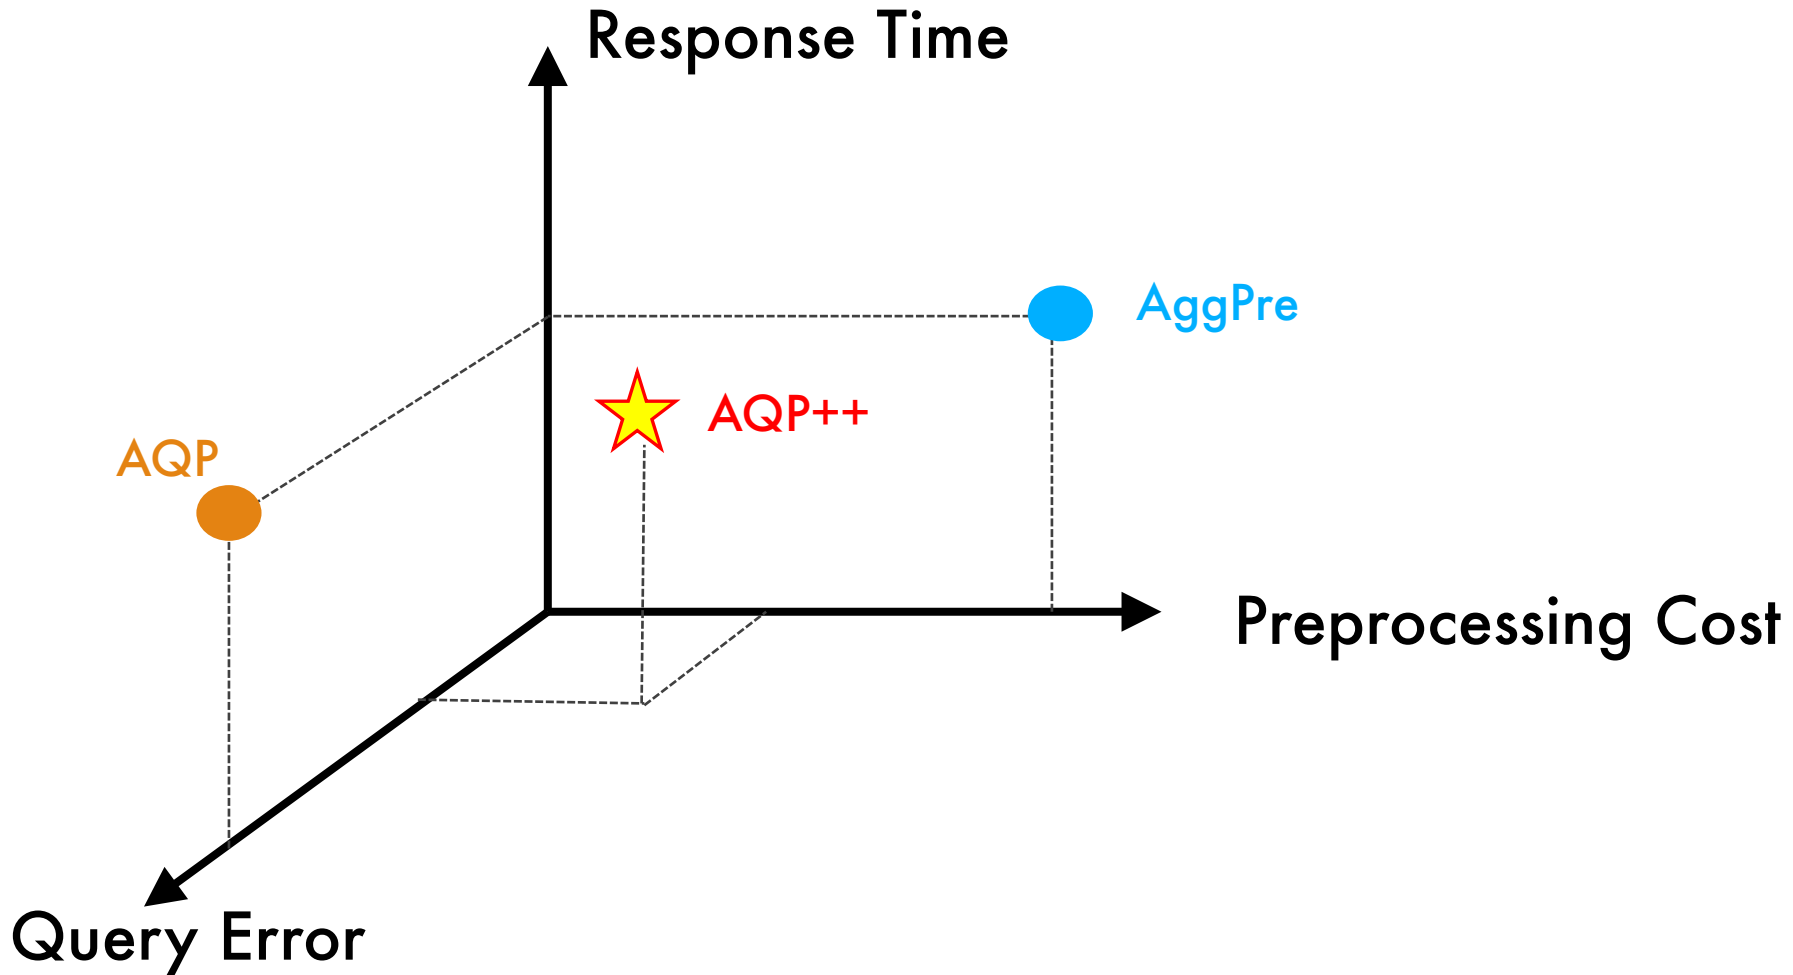 Response Time
AggPre
AQP++
AQP
Preprocessing Cost
Query Error